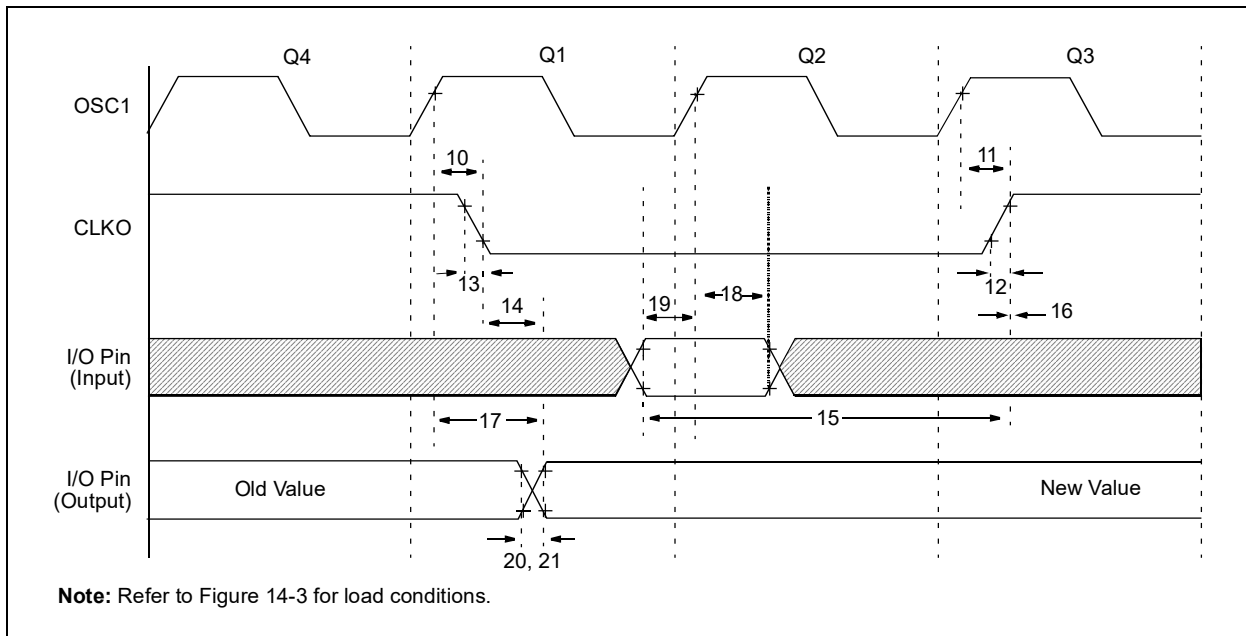 Q4 Q1 Q2 Q3
OSC1
10 11
CLKO
13 12
14 19 18 16
I/O Pin
(Input)
17 15
I/O Pin
(Output)
Old Value New Value
20, 21
Note: Refer to Figure 14-3 for load conditions.